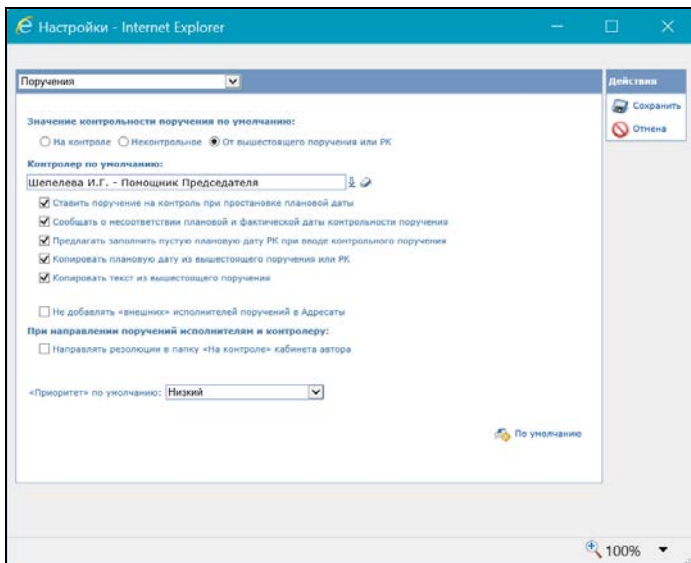 Настройки - Internet Explorer
Поручения
Действия
Сохранить
Отмена
Значение контрольности поручения по умолчанию:
На контроле Неконтрольное От вышестоящего поручения или РК
Контролер по умолчанию:
Шепелева И.Г. - Помощник Председателя
Ставить поручение на контроль при простановке плановой даты
Сообщать о несоответствии плановой и фактической даты контрольности поручения
Предлагать заполнить пустую плановую дату РК при вводе контрольного поручения
Копировать плановую дату из вышестоящего поручения или РК
Копировать текст из вышестоящего поручения
Не добавлять «внешних» исполнителей поручений в Адресаты
При направлении поручений исполнителям и контролеру:
Направлять резолюции в папку «На контроле» кабинета автора
«Приоритет» по умолчанию: Низкий
По умолчанию
100%